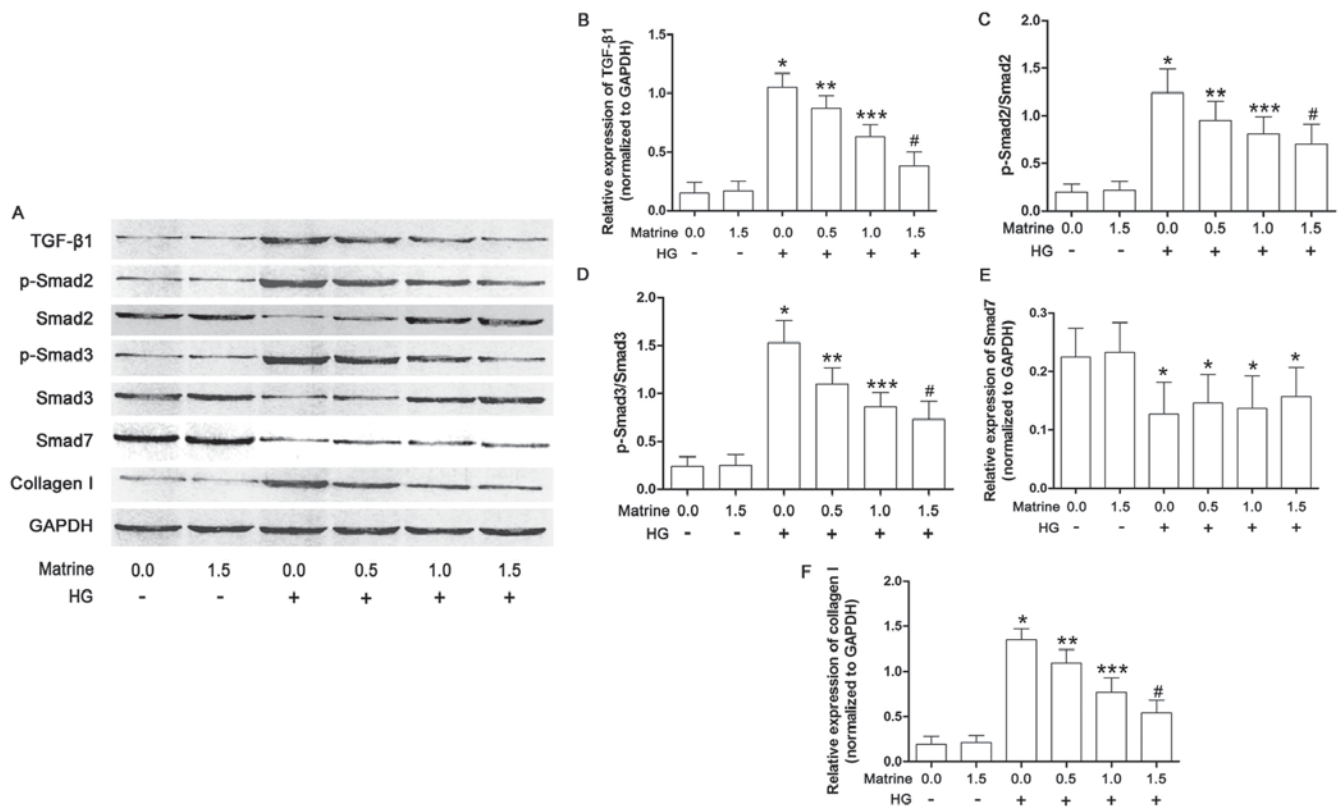 A
TGF-β1
p-Smad2
Smad2
p-Smad3
Smad3
Smad7
Collagen I
GAPDH
Matrine 0.0 1.5 0.0 0.5 1.0 1.5
HG - - + + + +
B
Relative expression of TGF-β1
(normalized to GAPDH)
1.5
1.0
0.5
0.0
* ** *** #
Matrine 0.0 1.5 0.0 0.5 1.0 1.5
HG - - + + + +
C
p-Smad2/Smad2
2.0
1.5
1.0
0.5
0.0
* ** *** #
Matrine 0.0 1.5 0.0 0.5 1.0 1.5
HG - - + + + +
D
p-Smad3/Smad3
2.0
1.5
1.0
0.5
0.0
* ** *** #
Matrine 0.0 1.5 0.0 0.5 1.0 1.5
HG - - + + + +
E
Relative expression of Smad7
(normalized to GAPDH)
0.3
0.2
0.1
0.0
* * * *
Matrine 0.0 1.5 0.0 0.5 1.0 1.5
HG - - + + + +
F
Relative expression of collagen I
(normalized to GAPDH)
2.0
1.5
1.0
0.5
0.0
* ** *** #
Matrine 0.0 1.5 0.0 0.5 1.0 1.5
HG - - + + + +